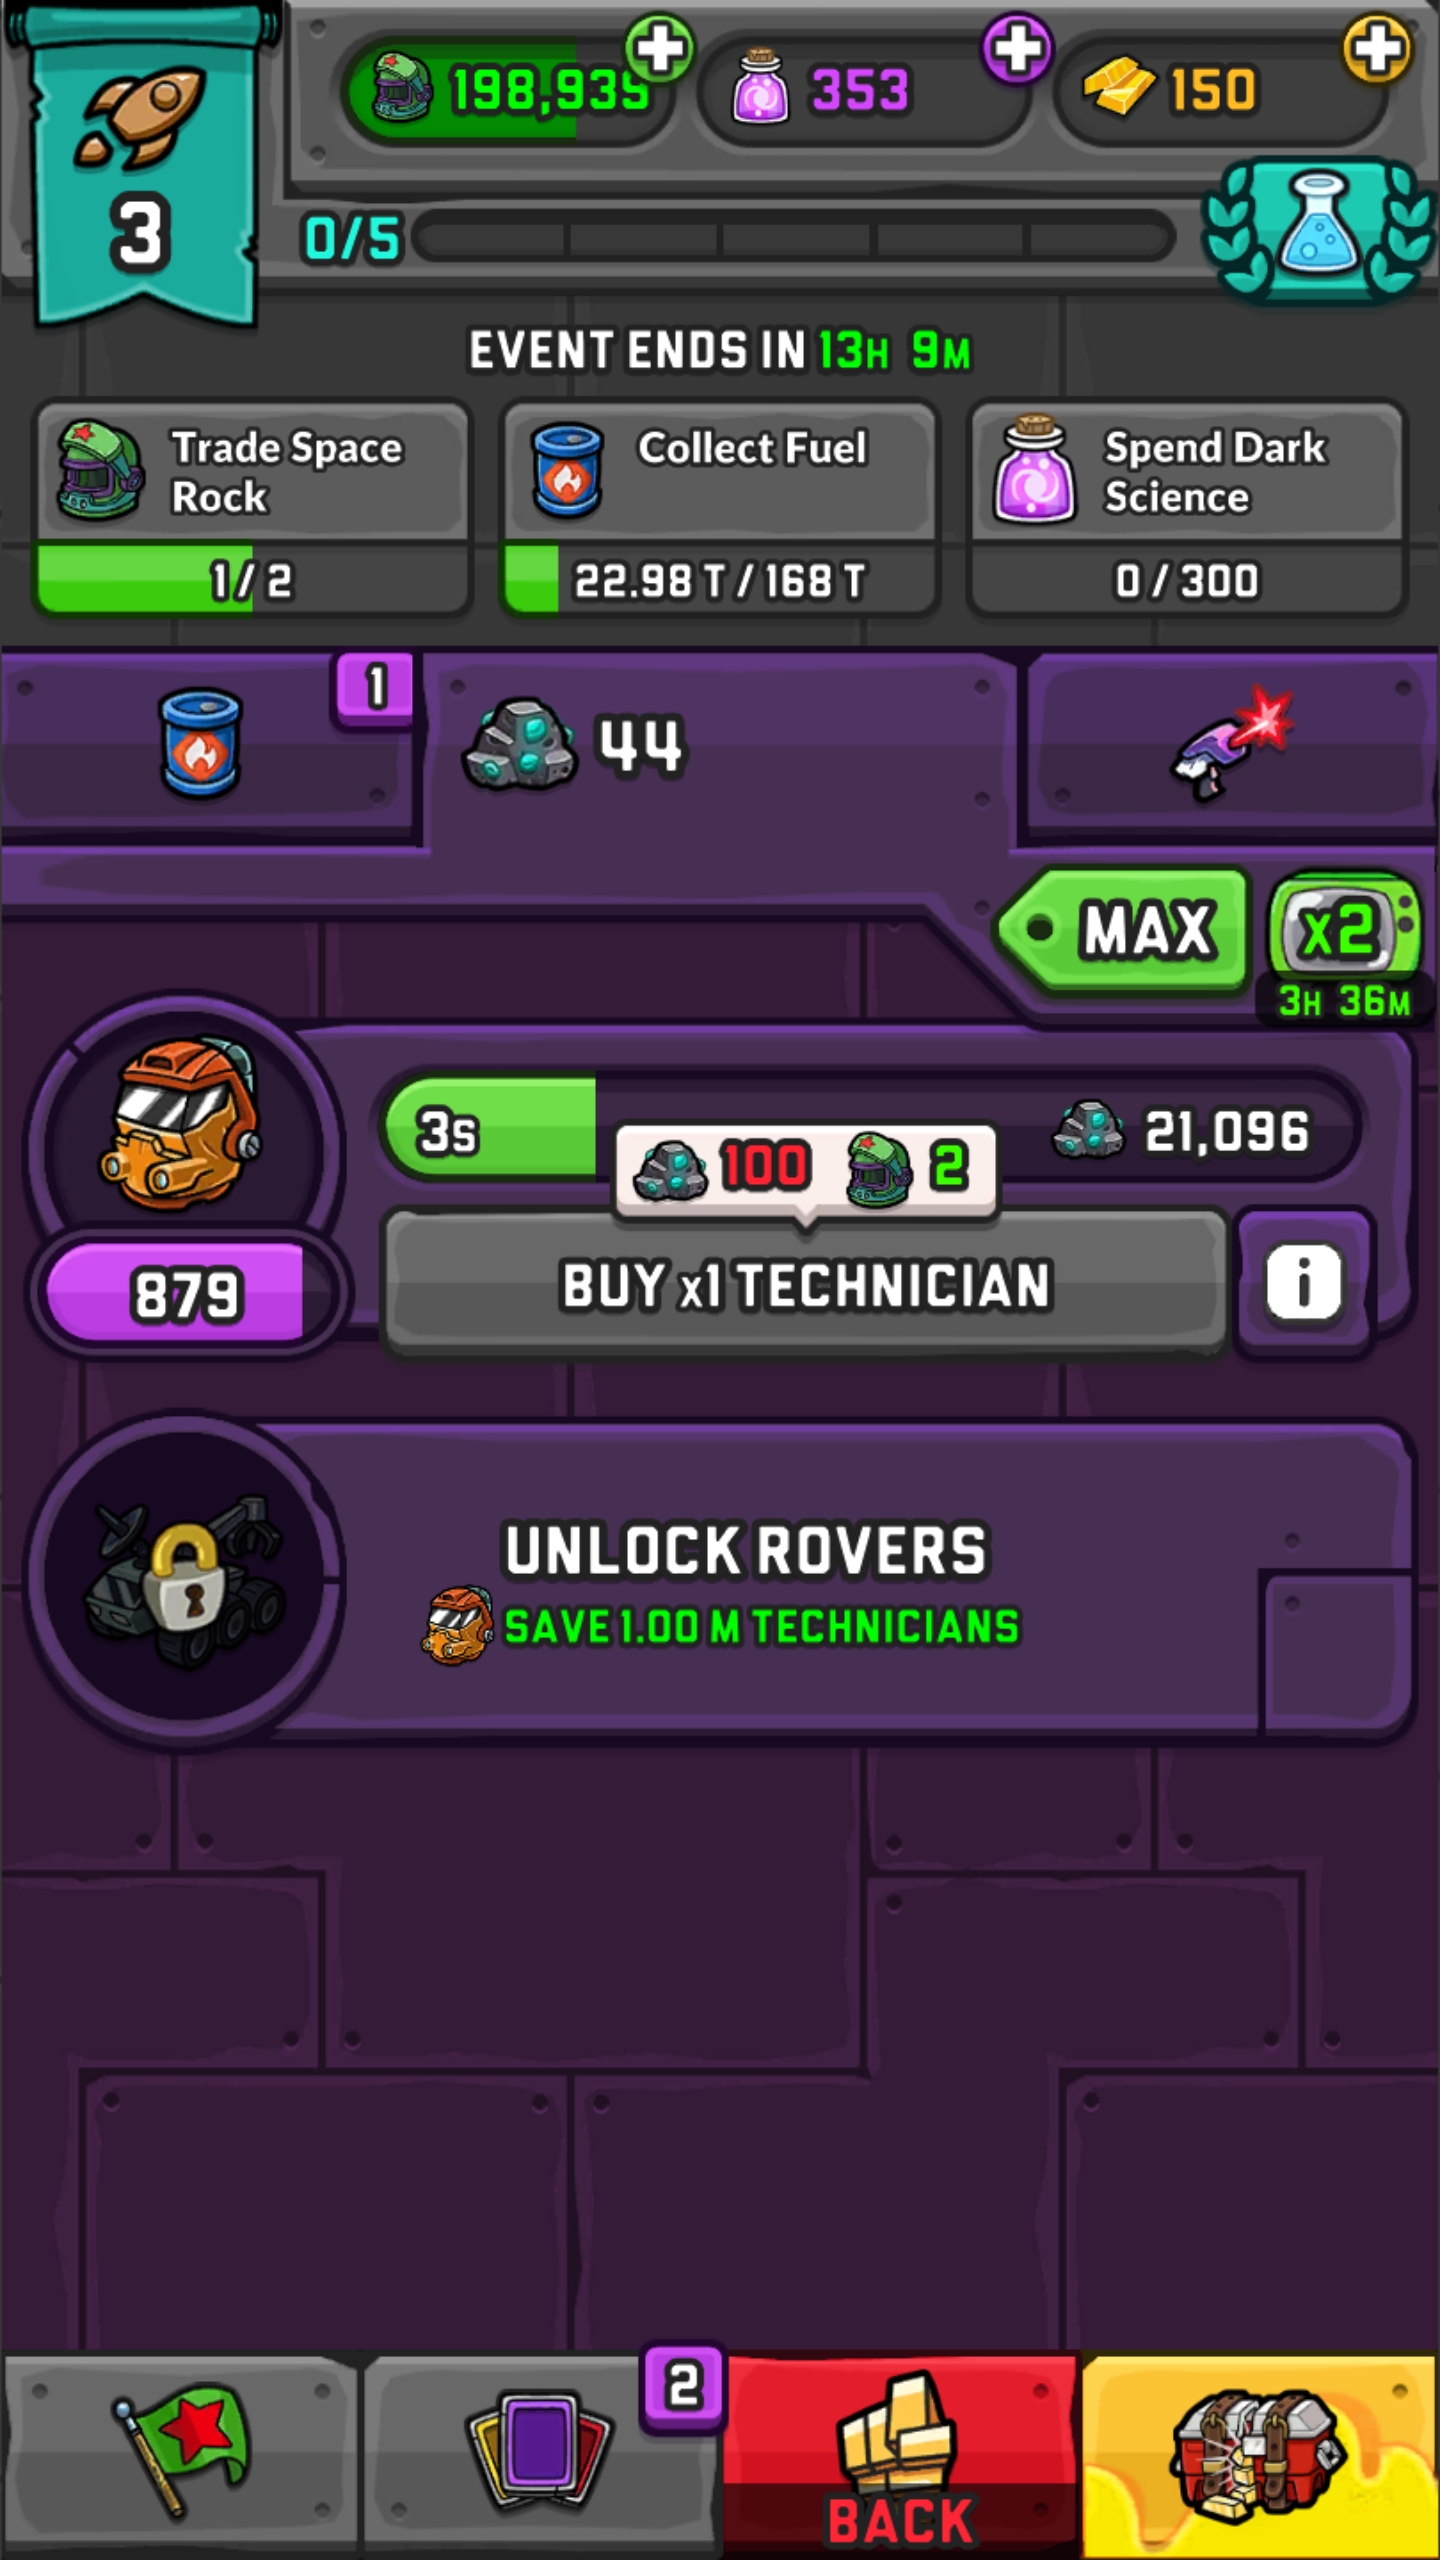 3
198,939
353
150
0/5
EVENT ENDS IN 13H 9M
Trade Space
Rock
1 / 2
Collect Fuel
22.98 T / 168 T
Spend Dark
Science
0 / 300
1
44
MAX
x2
3H 36M
3S
21,096
100 2
879
BUY x1 TECHNICIAN
i
UNLOCK ROVERS
SAVE 1.00 M TECHNICIANS
2
BACK